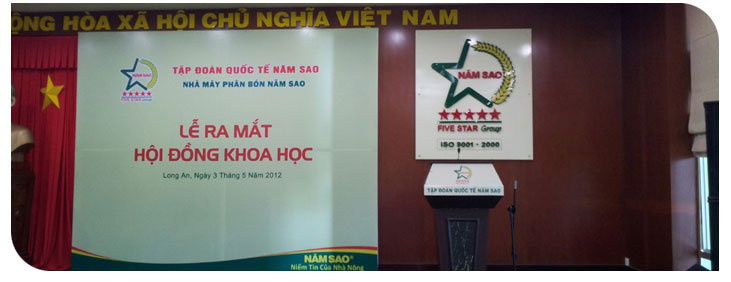 CỘNG HÒA XÃ HỘI CHỦ NGHĨA VIỆT NAM
NĂM SAO
FIVE STAR Group
TẬP ĐOÀN QUỐC TẾ NĂM SAO
NHÀ MÁY PHÂN BÓN NĂM SAO
LỄ RA MẮT
HỘI ĐỒNG KHOA HỌC
Long An, Ngày 3 Tháng 5 Năm 2012
NĂM SAO®
Niềm Tin Của Nhà Nông
NĂM SAO
FIVE STAR Group
ISO 9001 - 2000
TẬP ĐOÀN QUỐC TẾ NĂM SAO